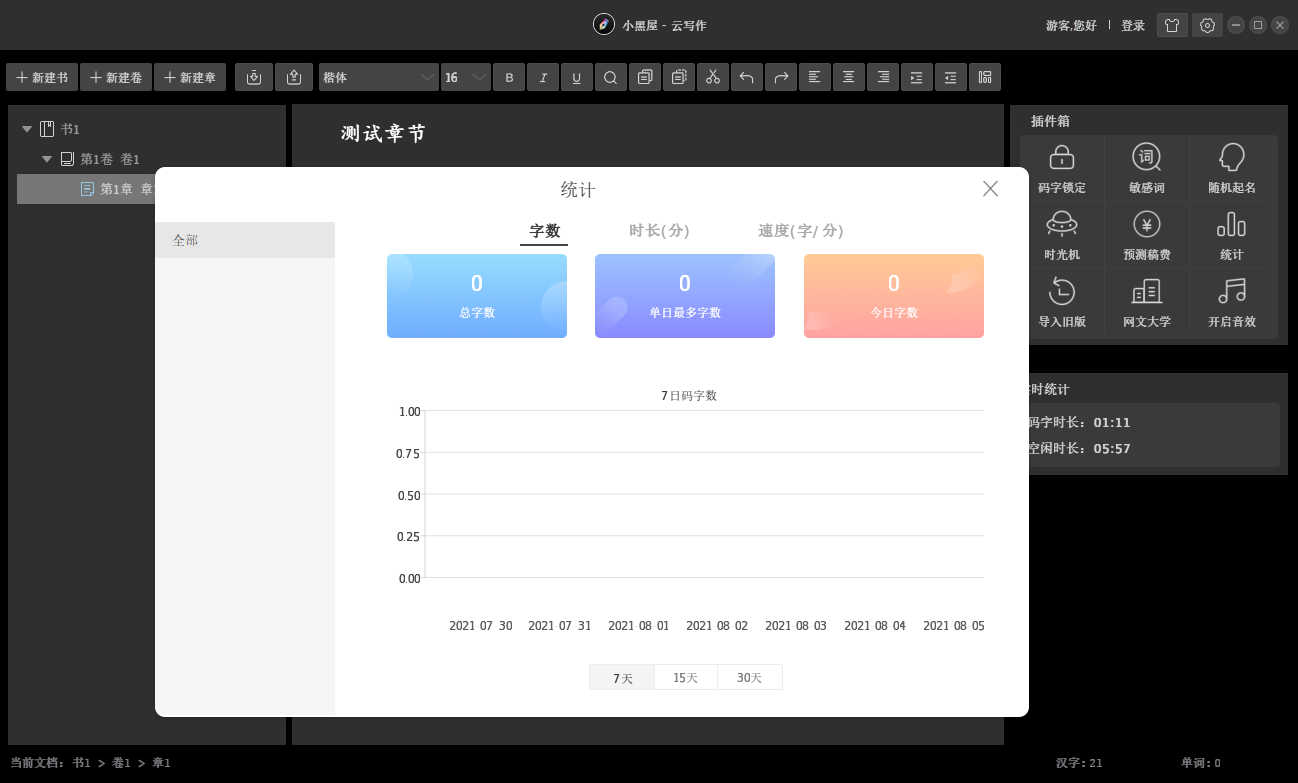 小黑屋 - 云写作
游客,您好 | 登录
新建书 新建卷 新建章 楷体 16 B I U
书1
第1卷 卷1
第1章 章
测试章节
插件箱
码字锁定 敏感词 随机起名
时光机 预测稿费 统计
导入旧版 网文大学 开启音效
时统计
码字时长: 01:11
空闲时长: 05:57
统计
全部
字数 时长(分) 速度(字/分)
0 0 0
总字数 单日最多字数 今日字数
7日码字数
1.00
0.75
0.50
0.25
0.00
2021 07 30 2021 07 31 2021 08 01 2021 08 02 2021 08 03 2021 08 04 2021 08 05
7天 15天 30天
当前文档: 书1 > 卷1 > 章1 汉字: 21 单词: 0